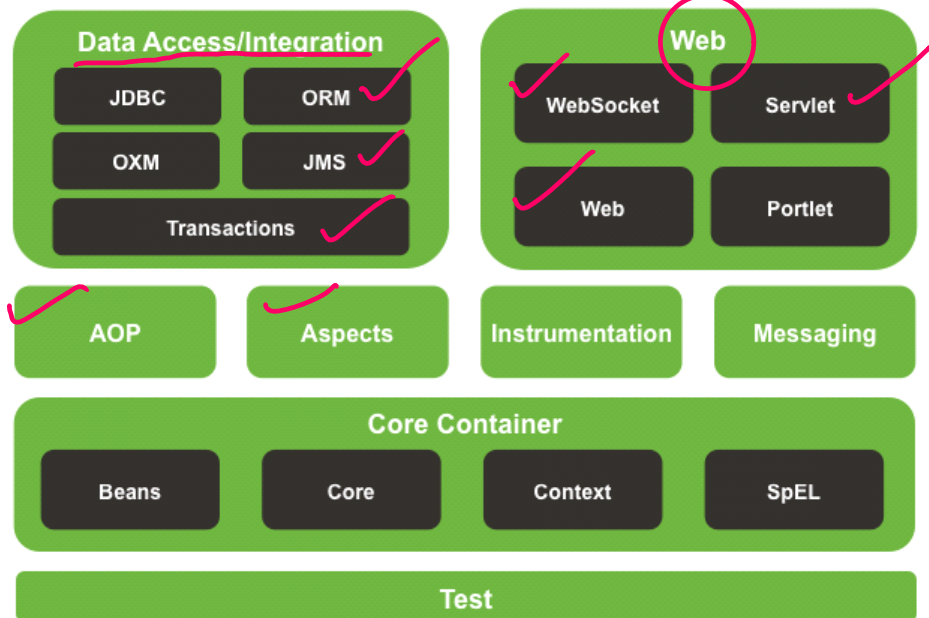 Data Access/Integration
JDBC
ORM
OXM
JMS
Transactions
Web
WebSocket
Servlet
Web
Portlet
AOP
Aspects
Instrumentation
Messaging
Core Container
Beans
Core
Context
SpEL
Test